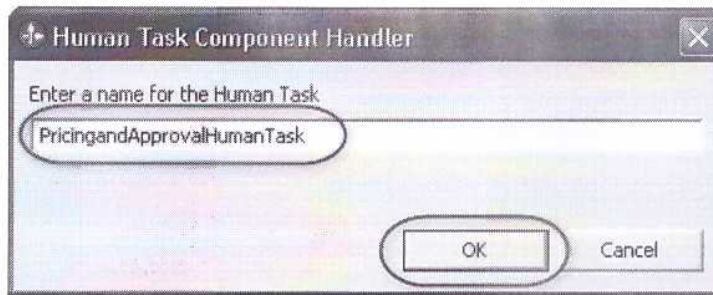 Human Task Component Handler
Enter a name for the Human Task
PricingandApprovalHumanTask
OK Cancel